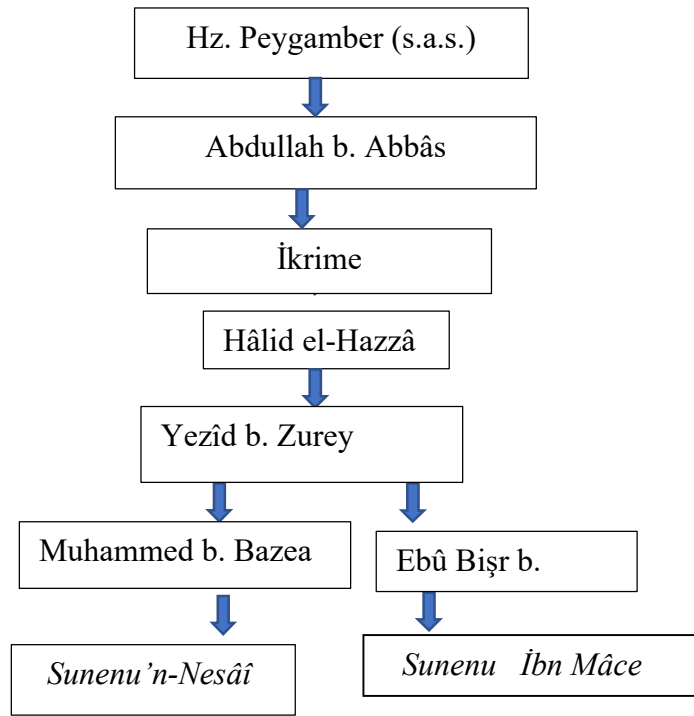 Hz. Peygamber (s.a.s.)
Abdullah b. Abbâs
İkrime
Hâlid el-Hazzâ
Yezîd b. Zurey
Muhammed b. Bazea
Ebû Bişr b.
Sunenu’n-Nesâî
Sunenu İbn Mâce